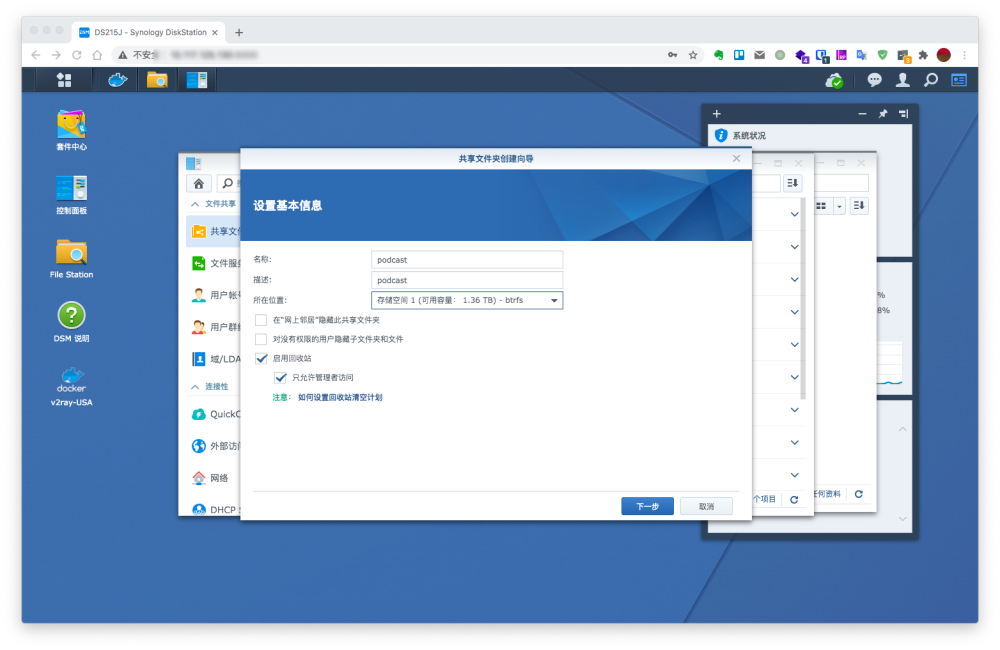 DS215J - Synology DiskStation
不安全
套件中心
控制面板
File Station
DSM 说明
docker
v2ray-USA
系统状况
文件共享
共享文
文件服
用户帐
用户群
域/LDA
连接性
QuickC
外部访
网络
DHCP
共享文件夹创建向导
设置基本信息
名称:
podcast
描述:
podcast
所在位置:
存储空间 1 (可用容量： 1.36 TB) - btrfs
在"网上邻居"隐藏此共享文件夹
对没有权限的用户隐藏子文件夹和文件
启用回收站
只允许管理者访问
注意： 如何设置回收站清空计划
下一步
取消
个项目
任何资料
%
8%